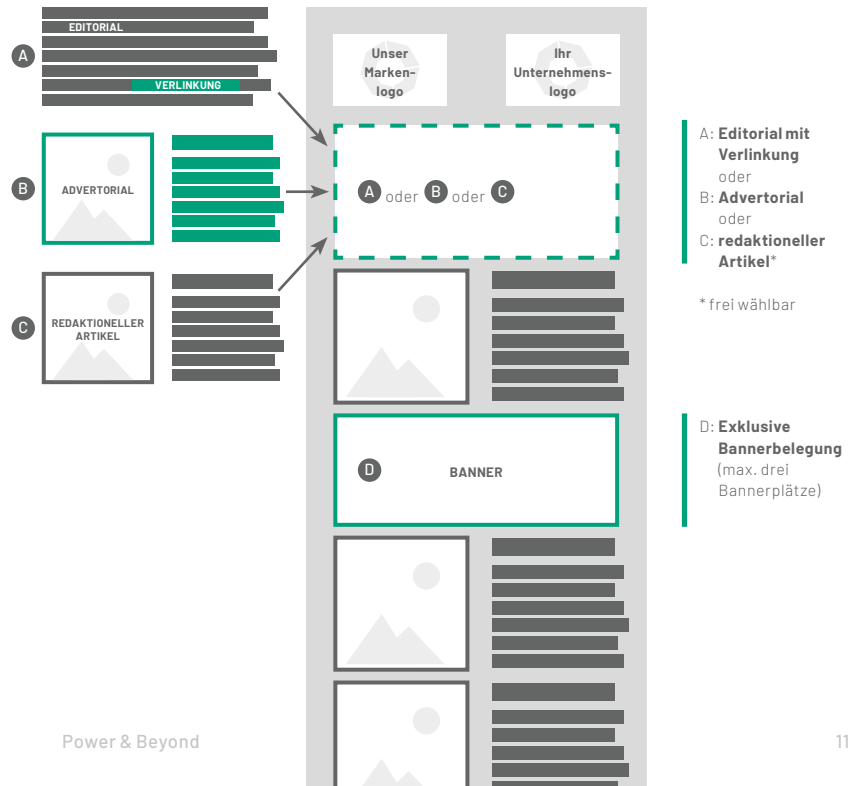 A
EDITORIAL
VERLINKUNG
B
ADVERTORIAL
C
REDAKTIONELLER
ARTIKEL
Unser
Marken-
logo
Ihr
Unternehmens-
logo
A oder B oder C
D
BANNER
A: Editorial mit
Verlinkung
oder
B: Advertorial
oder
C: redaktioneller
Artikel*
* frei wählbar
D: Exklusive
Bannerbelegung
(max. drei
Bannerplätze)
Power & Beyond
11